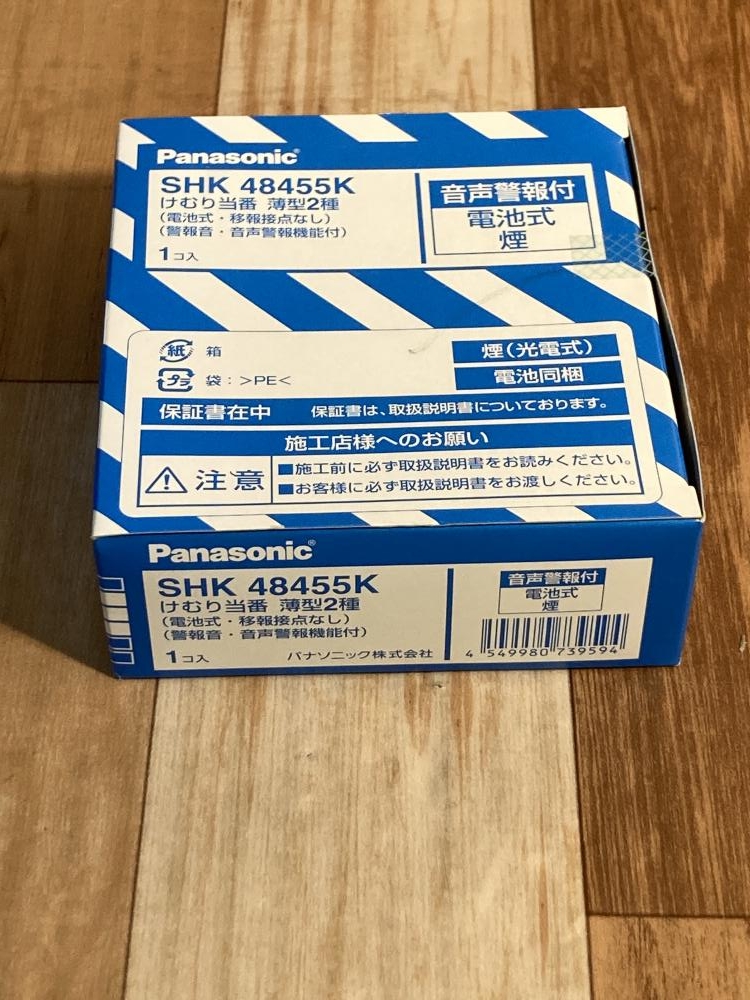 Panasonic®
SHK 48455K
けむり当番 薄型2種
(電池式・移報接点なし)
(警報音・音声警報機能付)
1コ入
音声警報付
電池式
煙
紙 箱
プラ 袋：>PE<
煙(光電式)
電池同梱
保証書在中 保証書は、取扱説明書についております。
施工店様へのお願い
注意
■施工前に必ず取扱説明書をお読みください。
■お客様に必ず取扱説明書をお渡しください。
Panasonic®
SHK 48455K
けむり当番 薄型2種
(電池式・移報接点なし)
(警報音・音声警報機能付)
1コ入 パナソニック株式会社
音声警報付
電池式
煙
4 549980 739594